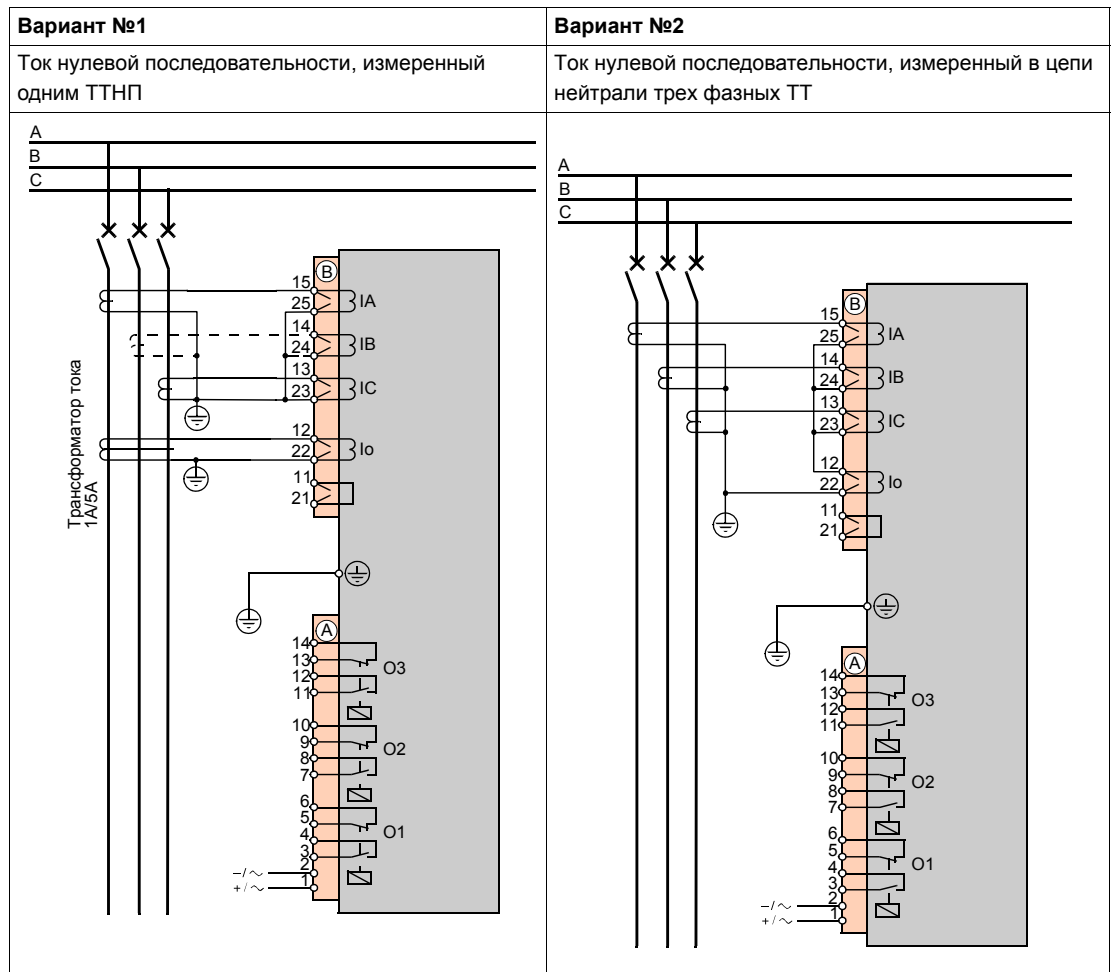 Вариант №1
Ток нулевой последовательности, измеренный
одним ТТНП
A
B
C
B
15
25
IA
14
24
IB
13
23
IC
12
22
Io
11
21
Трансформатор тока
1A/5A
A
14
13
12
11
O3
10
9
8
7
O2
6
5
4
3
O1
2
1
–/∼
+/∼
Вариант №2
Ток нулевой последовательности, измеренный в цепи
нейтрали трех фазных ТТ
A
B
C
B
15
25
IA
14
24
IB
13
23
IC
12
22
Io
11
21
A
14
13
12
11
O3
10
9
8
7
O2
6
5
4
3
O1
2
1
–/∼
+/∼